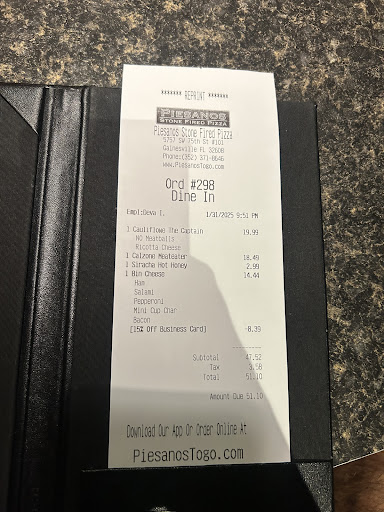 ******* REPRINT *******
PIESANOS
STONE FIRED PIZZA
Piesanos Stone Fired Pizza
5757 SW 75th St #101
Gainesville FL 32608
Phone:(352) 371-0646
www.PiesanosTogo.com
Ord #298
Dine In
Empl:Deva I. 1/31/2025 9:51 PM
1 Cauliflowe The Captain 19.99
NO Meatballs
Ricotta Cheese
1 Calzone Meateater 18.49
1 Siracha Hot Honey 2.99
1 8in Cheese 14.44
Ham
Salami
Pepperoni
Mini Cup Char
Bacon
[15% Off Business Card] -8.39
Subtotal 47.52
Tax 3.58
Total 51.10
Amount Due 51.10
Download Our App Or Order Online At
PiesanosTogo.com